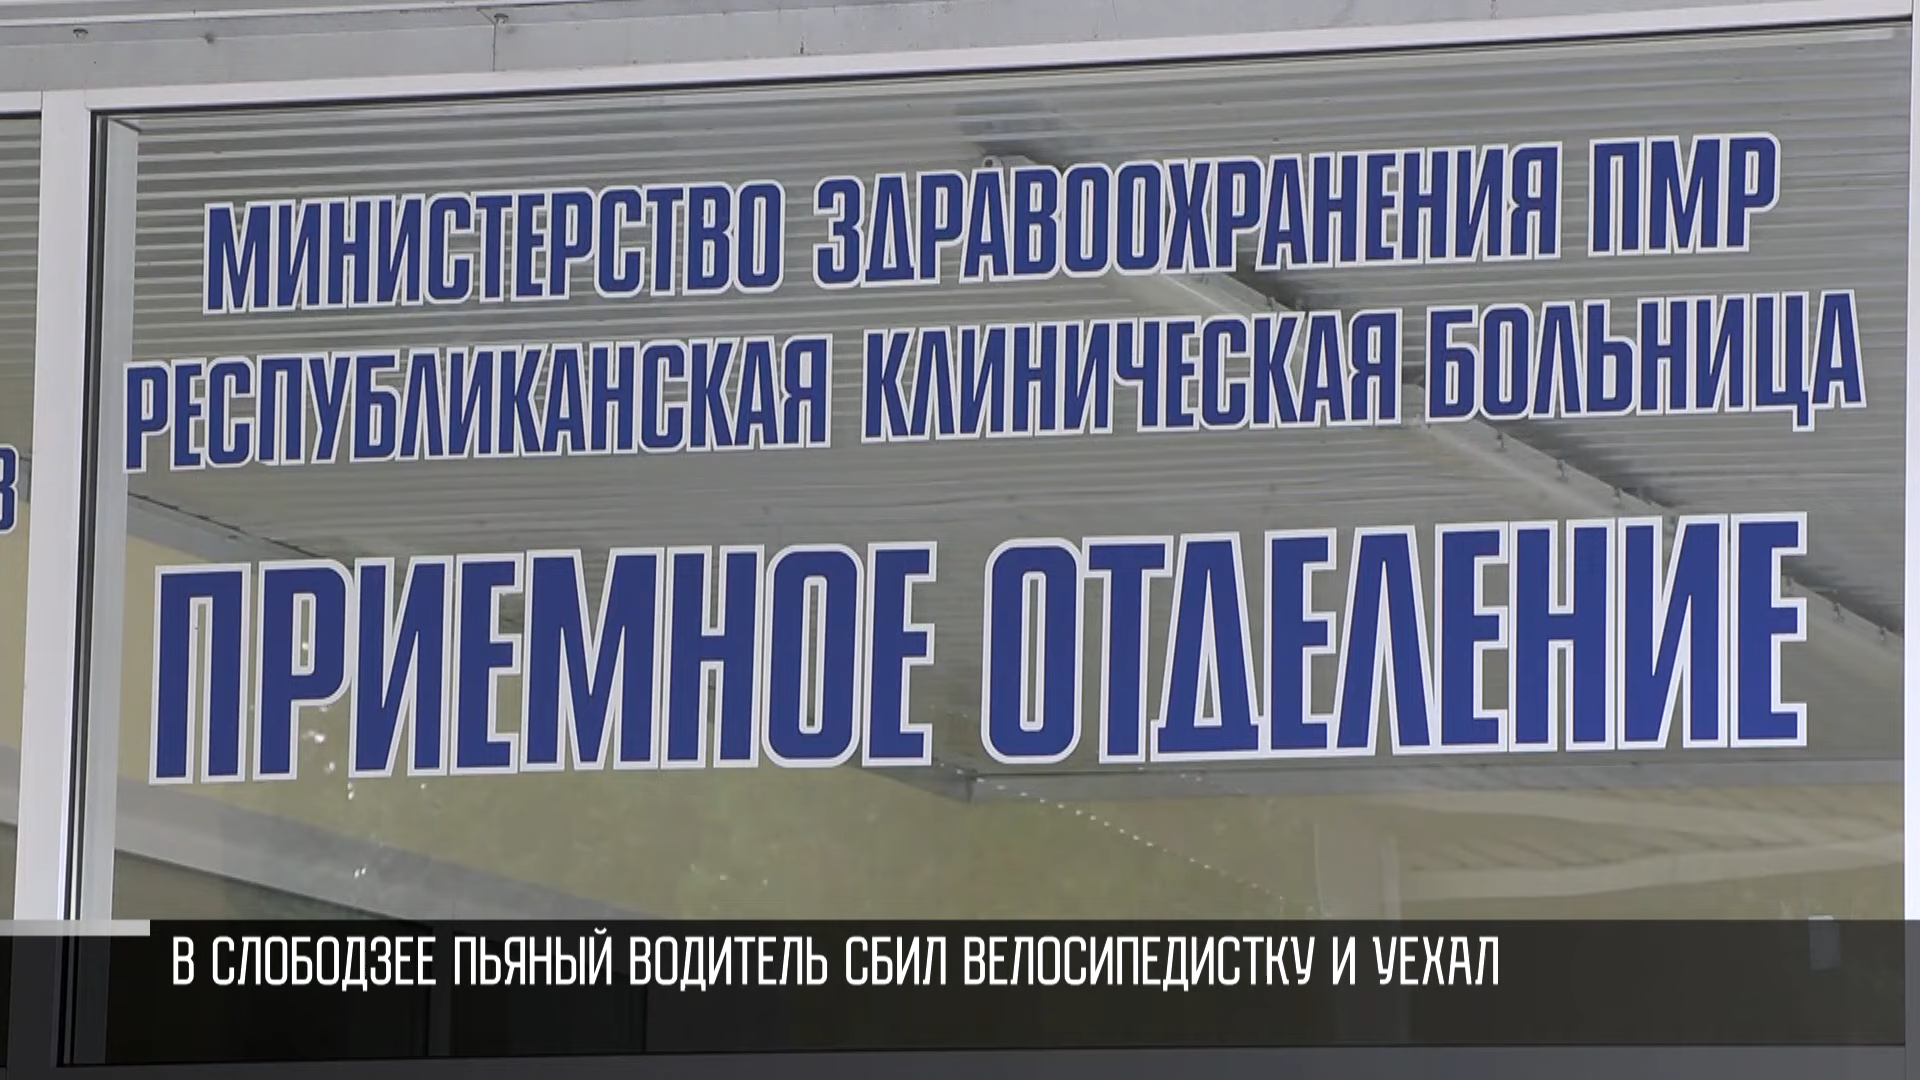 МИНИСТЕРСТВО ЗДРАВООХРАНЕНИЯ ПМР
РЕСПУБЛИКАНСКАЯ КЛИНИЧЕСКАЯ БОЛЬНИЦА
ПРИЕМНОЕ ОТДЕЛЕНИЕ
В СЛОБОДЗЕЕ ПЬЯНЫЙ ВОДИТЕЛЬ СБИЛ ВЕЛОСИПЕДИСТКУ И УЕХАЛ